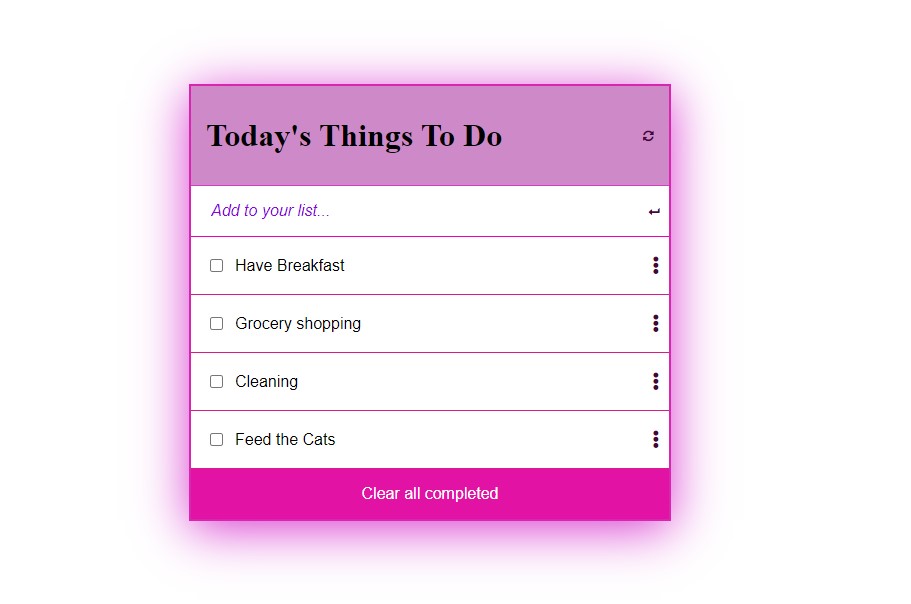 Today's Things To Do
Add to your list...
Have Breakfast
Grocery shopping
Cleaning
Feed the Cats
Clear all completed